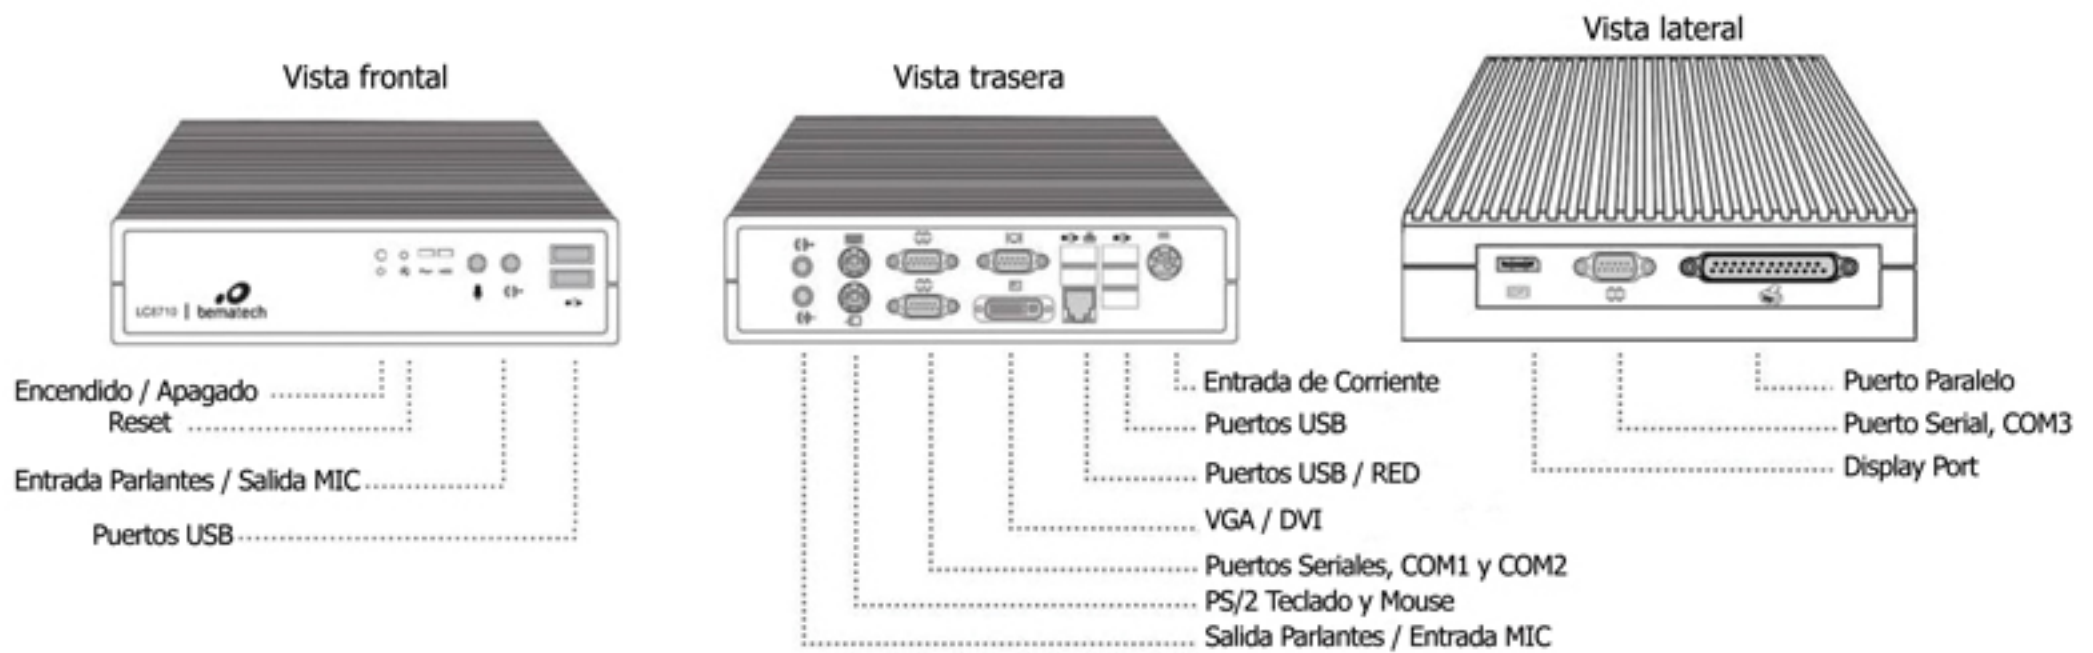 Vista frontal
LC8710 | bematech
Encendido / Apagado
Reset
Entrada Parlantes / Salida MIC
Puertos USB
Vista trasera
Entrada de Corriente
Puertos USB
Puertos USB / RED
VGA / DVI
Puertos Seriales, COM1 y COM2
PS/2 Teclado y Mouse
Salida Parlantes / Entrada MIC
Vista lateral
Puerto Paralelo
Puerto Serial, COM3
Display Port